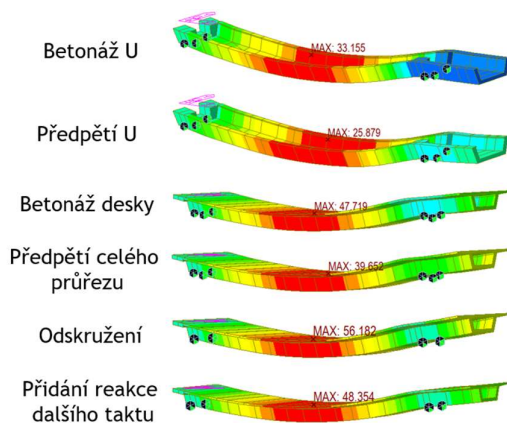 Betonáž U
MAX: 33.155
Předpětí U
MAX: 25.879
Betonáž desky
MAX: 47.719
Předpětí celého
průřezu
MAX: 39.652
Odskružení
MAX: 56.182
Přidání reakce
dalšího taktu
MAX: 48.354